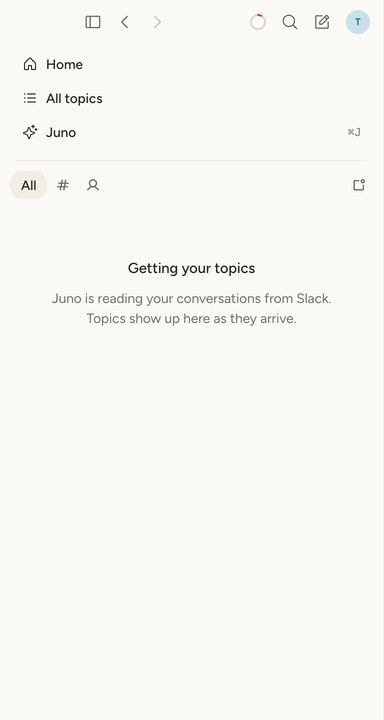 T
Home
All topics
Juno ⌘J
All #
Getting your topics
Juno is reading your conversations from Slack.
Topics show up here as they arrive.